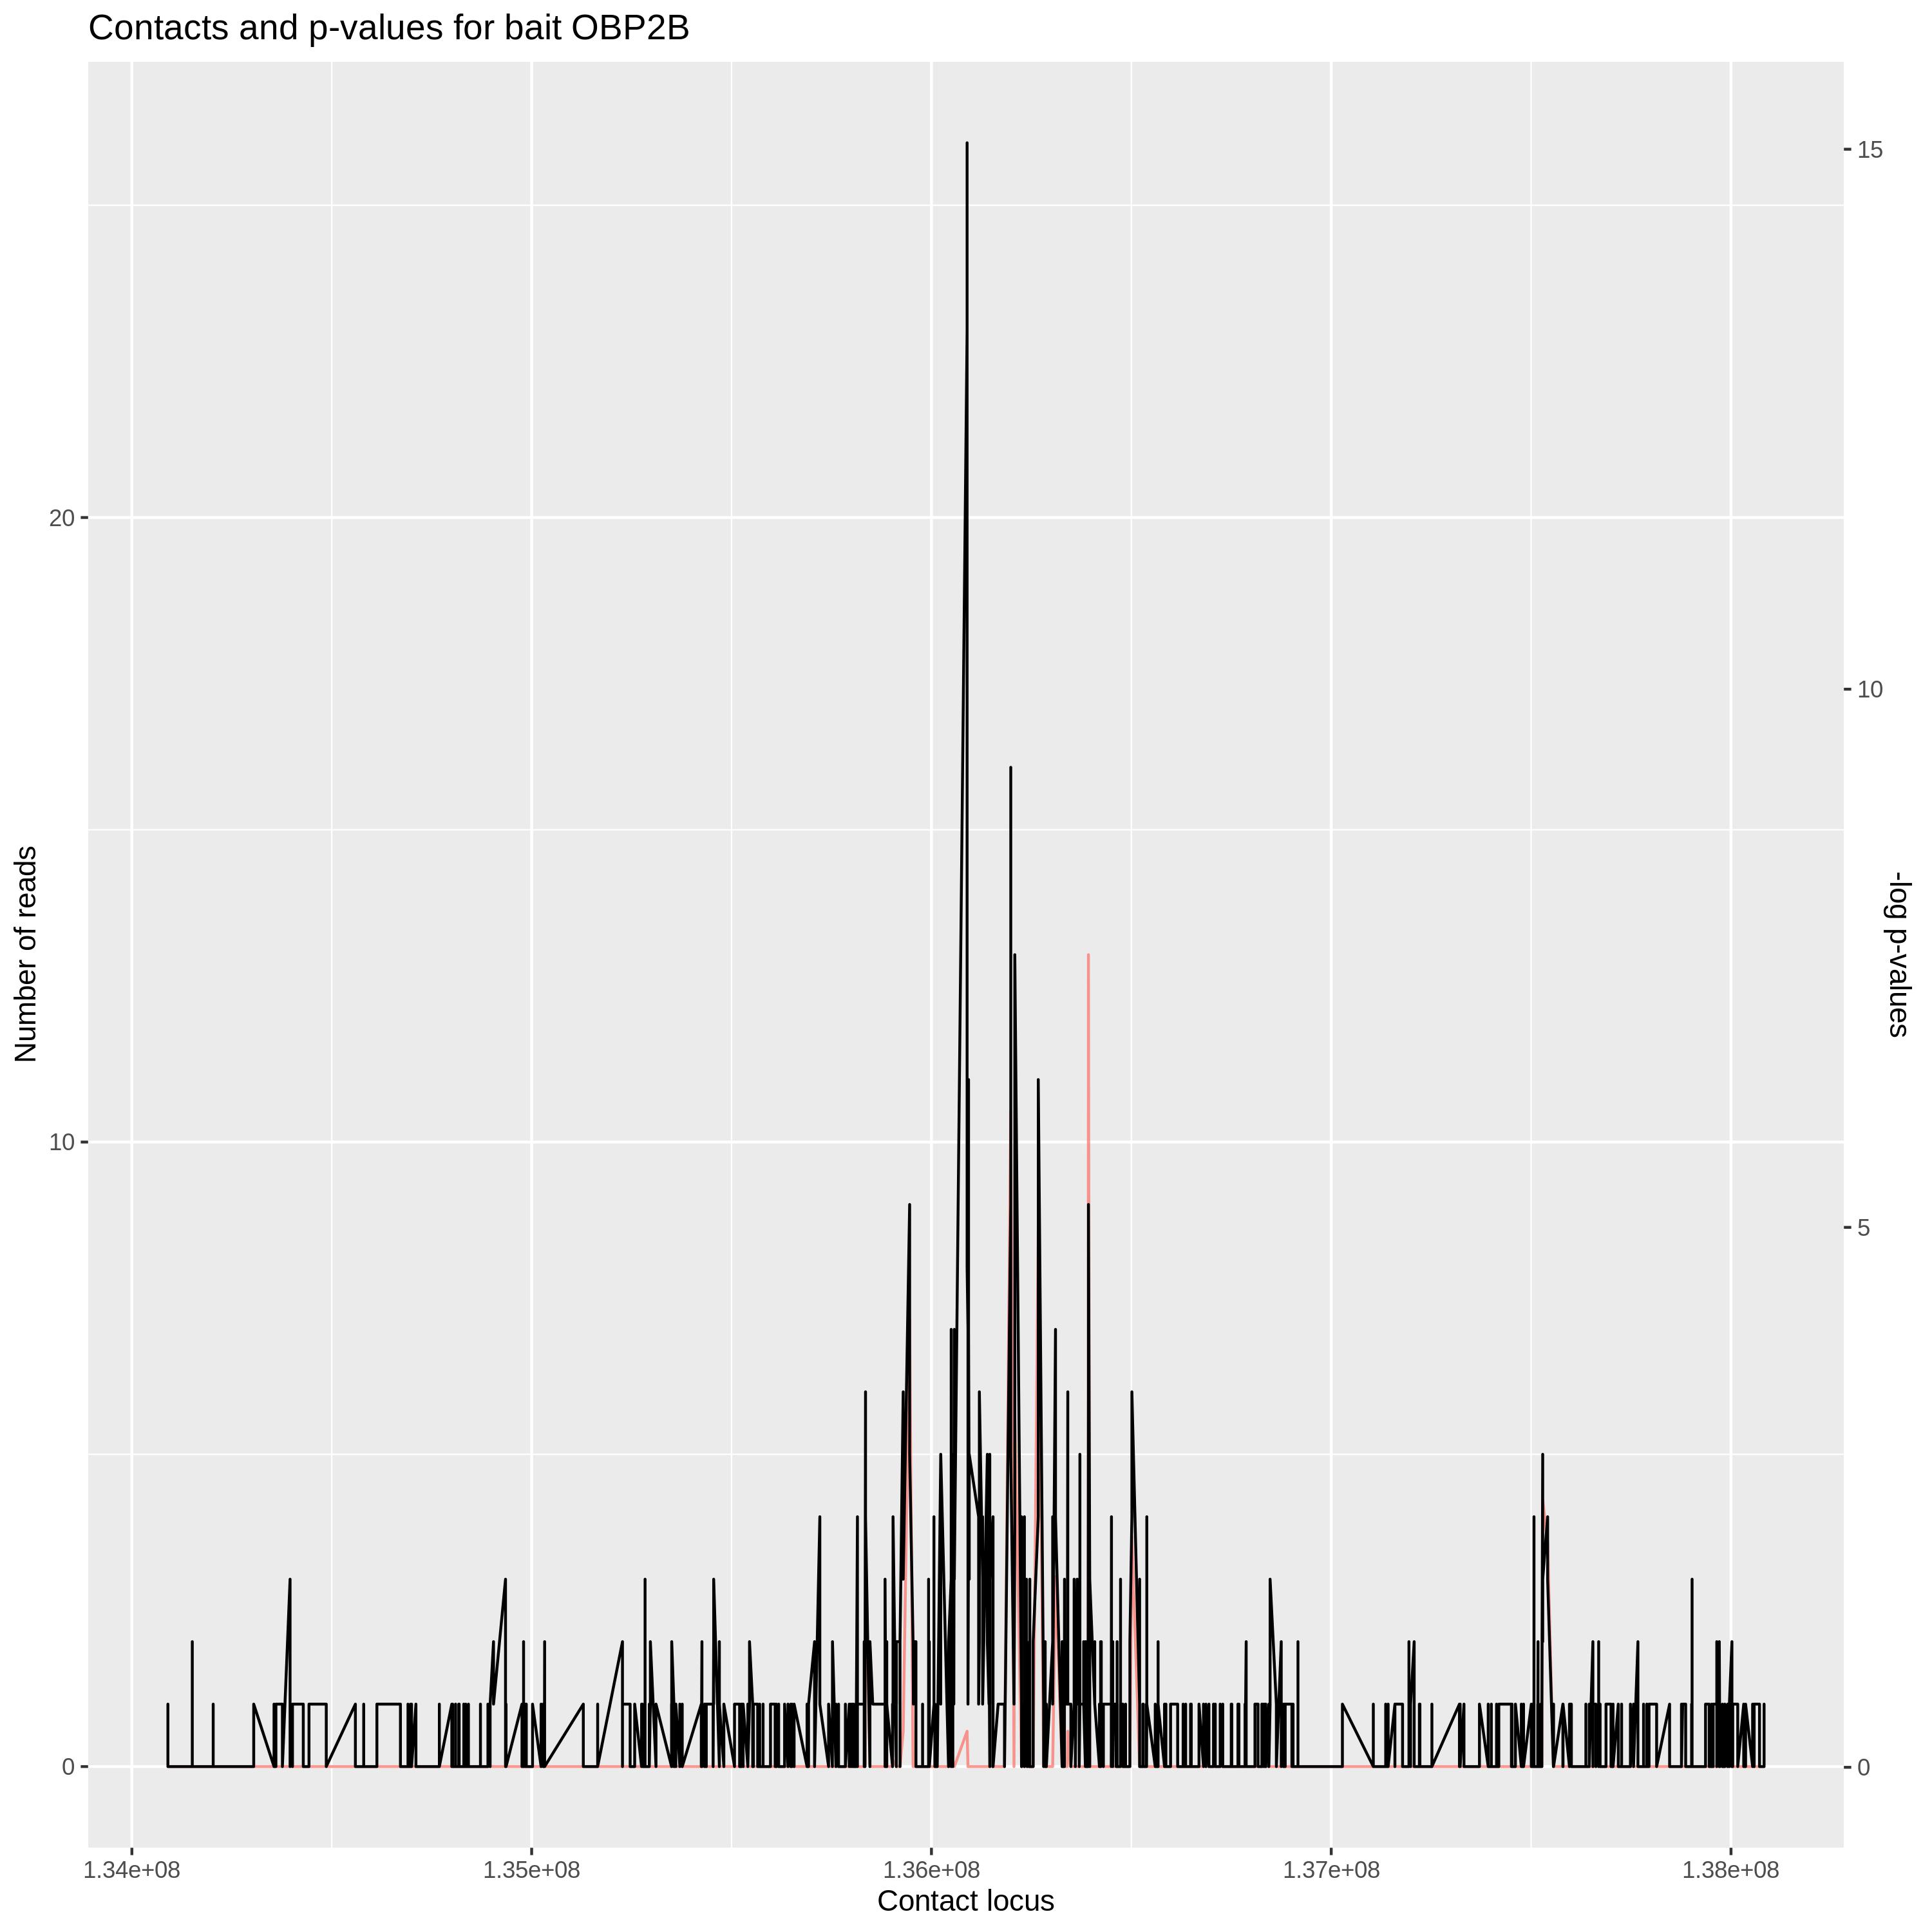 Contacts and p-values for bait OBP2B
15
20
10
10
5
0
0
Number of reads
-log p-values
1.34e+08
1.35e+08
1.36e+08
1.37e+08
1.38e+08
Contact locus